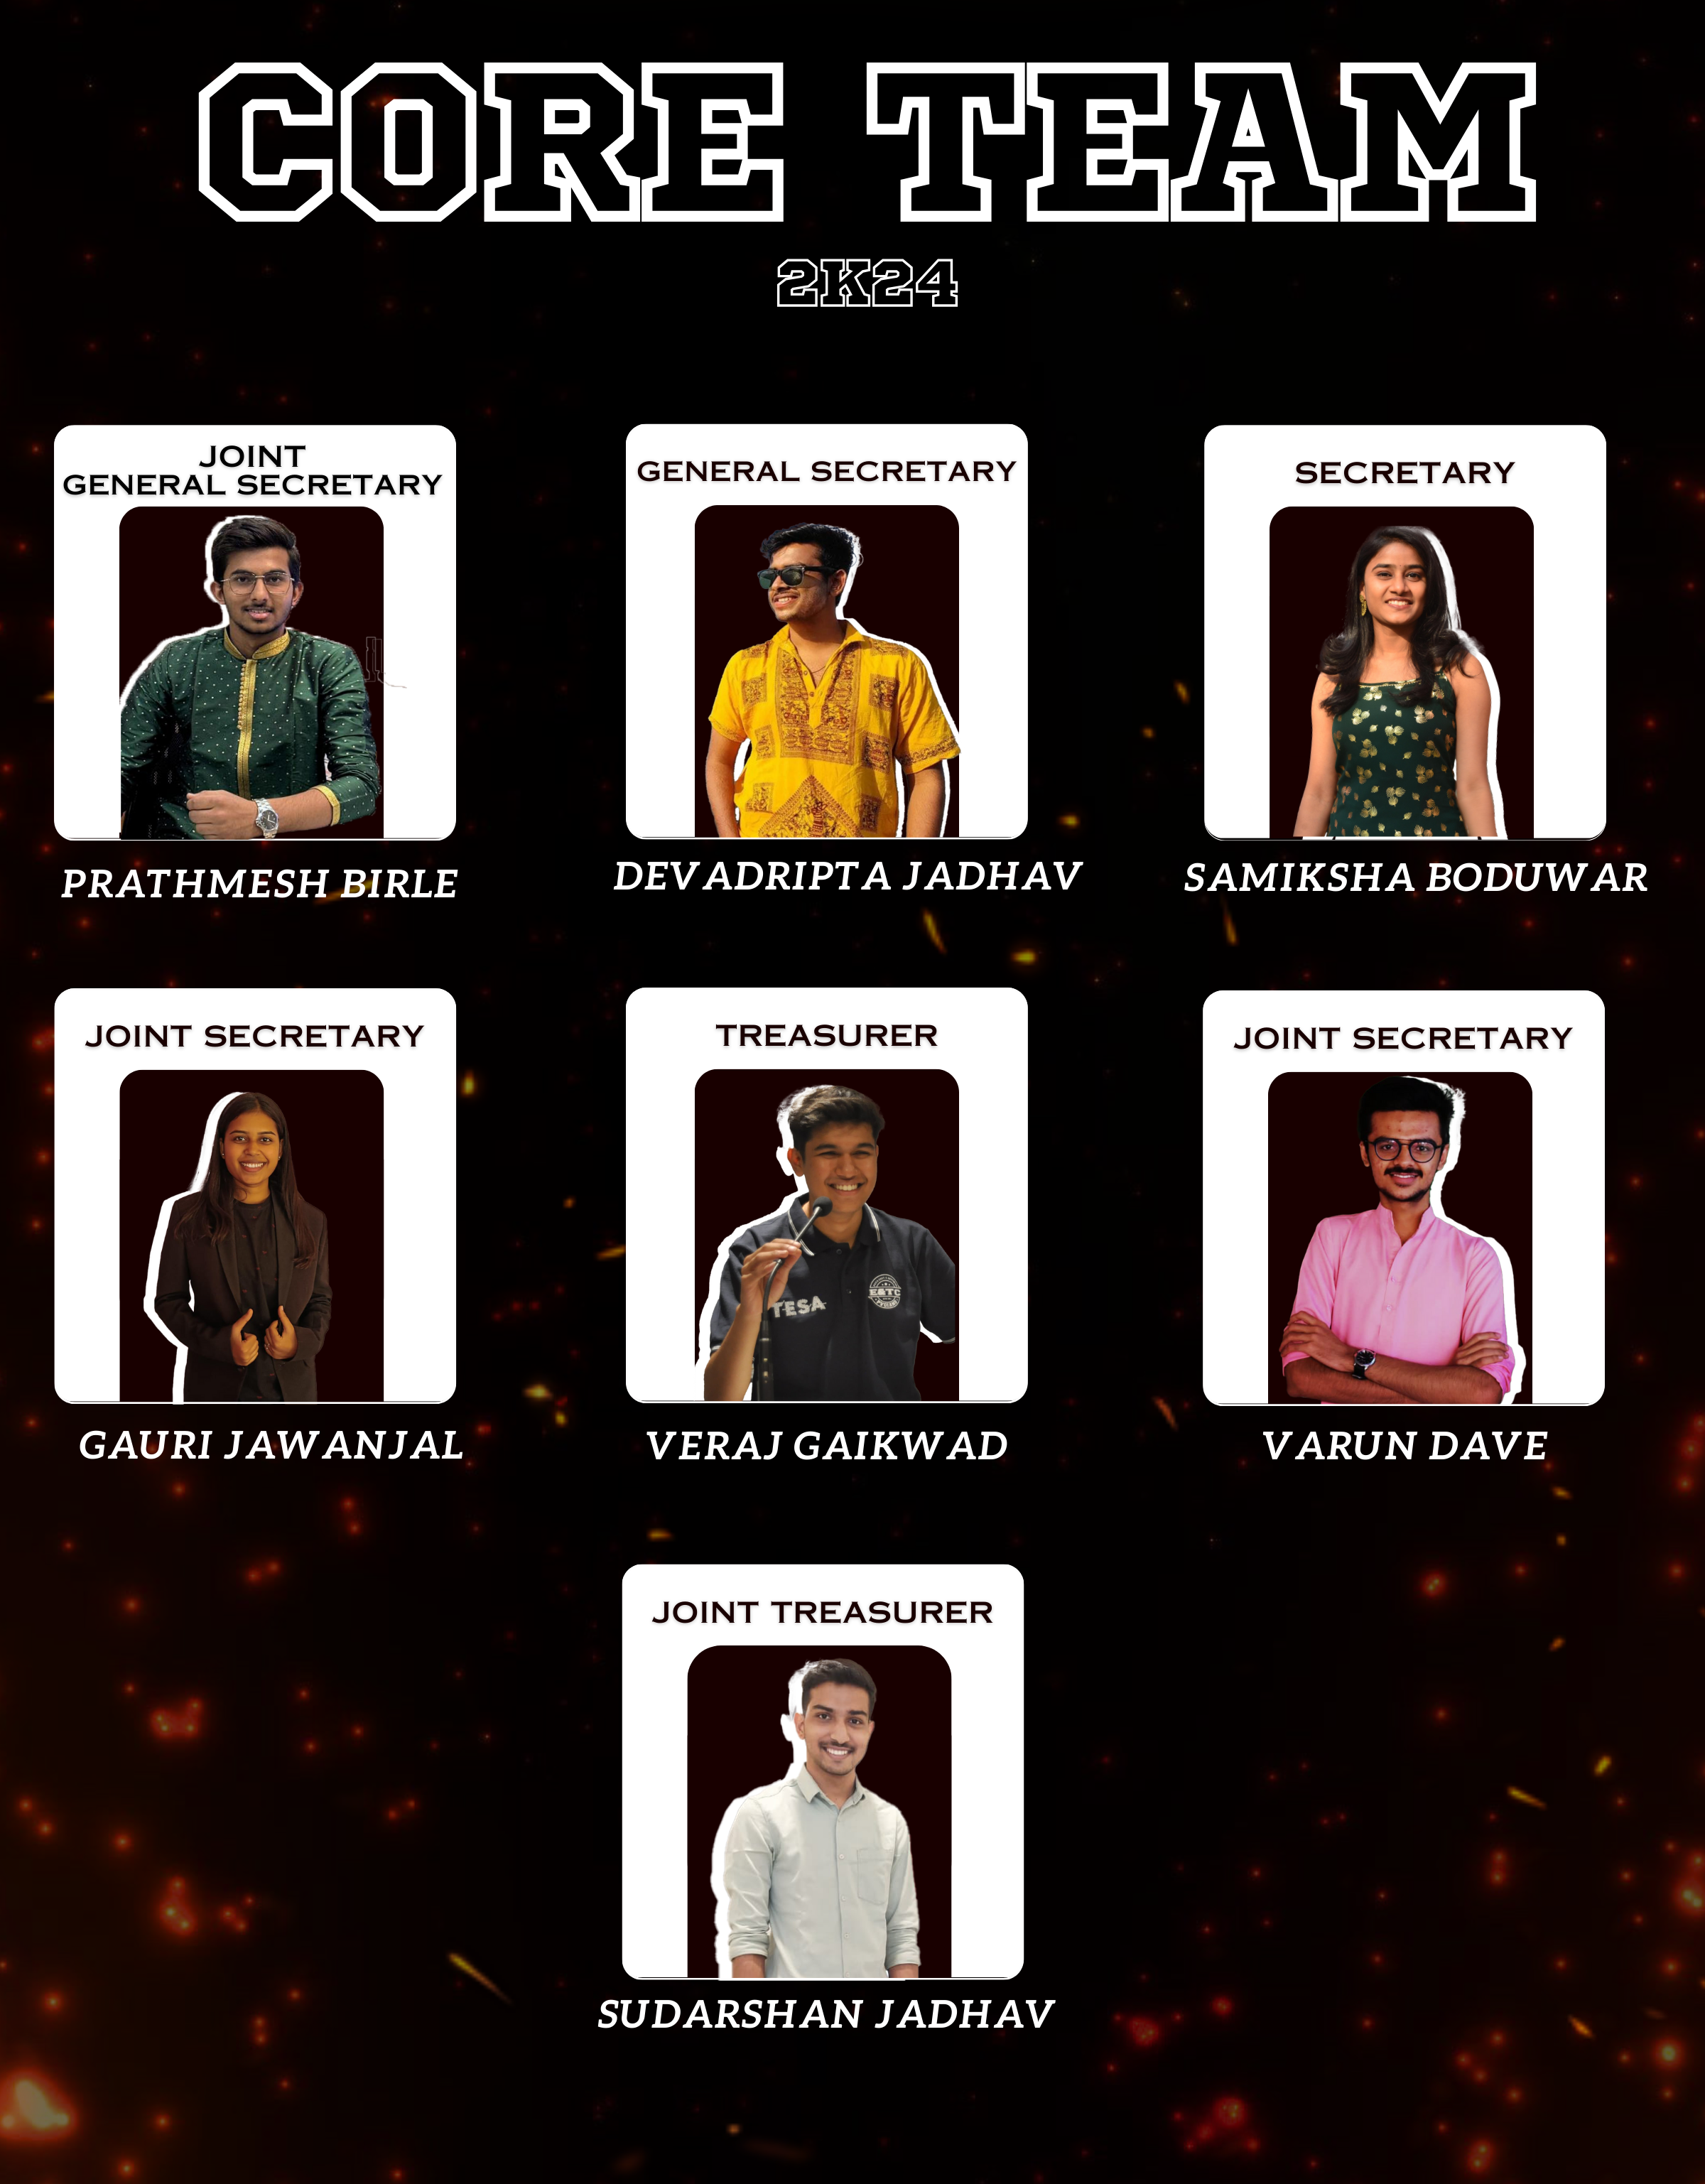 CORE TEAM
2K24
JOINT
GENERAL SECRETARY
PRATHMESH BIRLE
GENERAL SECRETARY
DEVADRIPTA JADHAV
SECRETARY
SAMIKSHA BODUWAR
JOINT SECRETARY
GAURI JAWANJAL
TREASURER
TESA
E&TC
VERAJ GAIKWAD
JOINT SECRETARY
VARUN DAVE
JOINT TREASURER
SUDARSHAN JADHAV